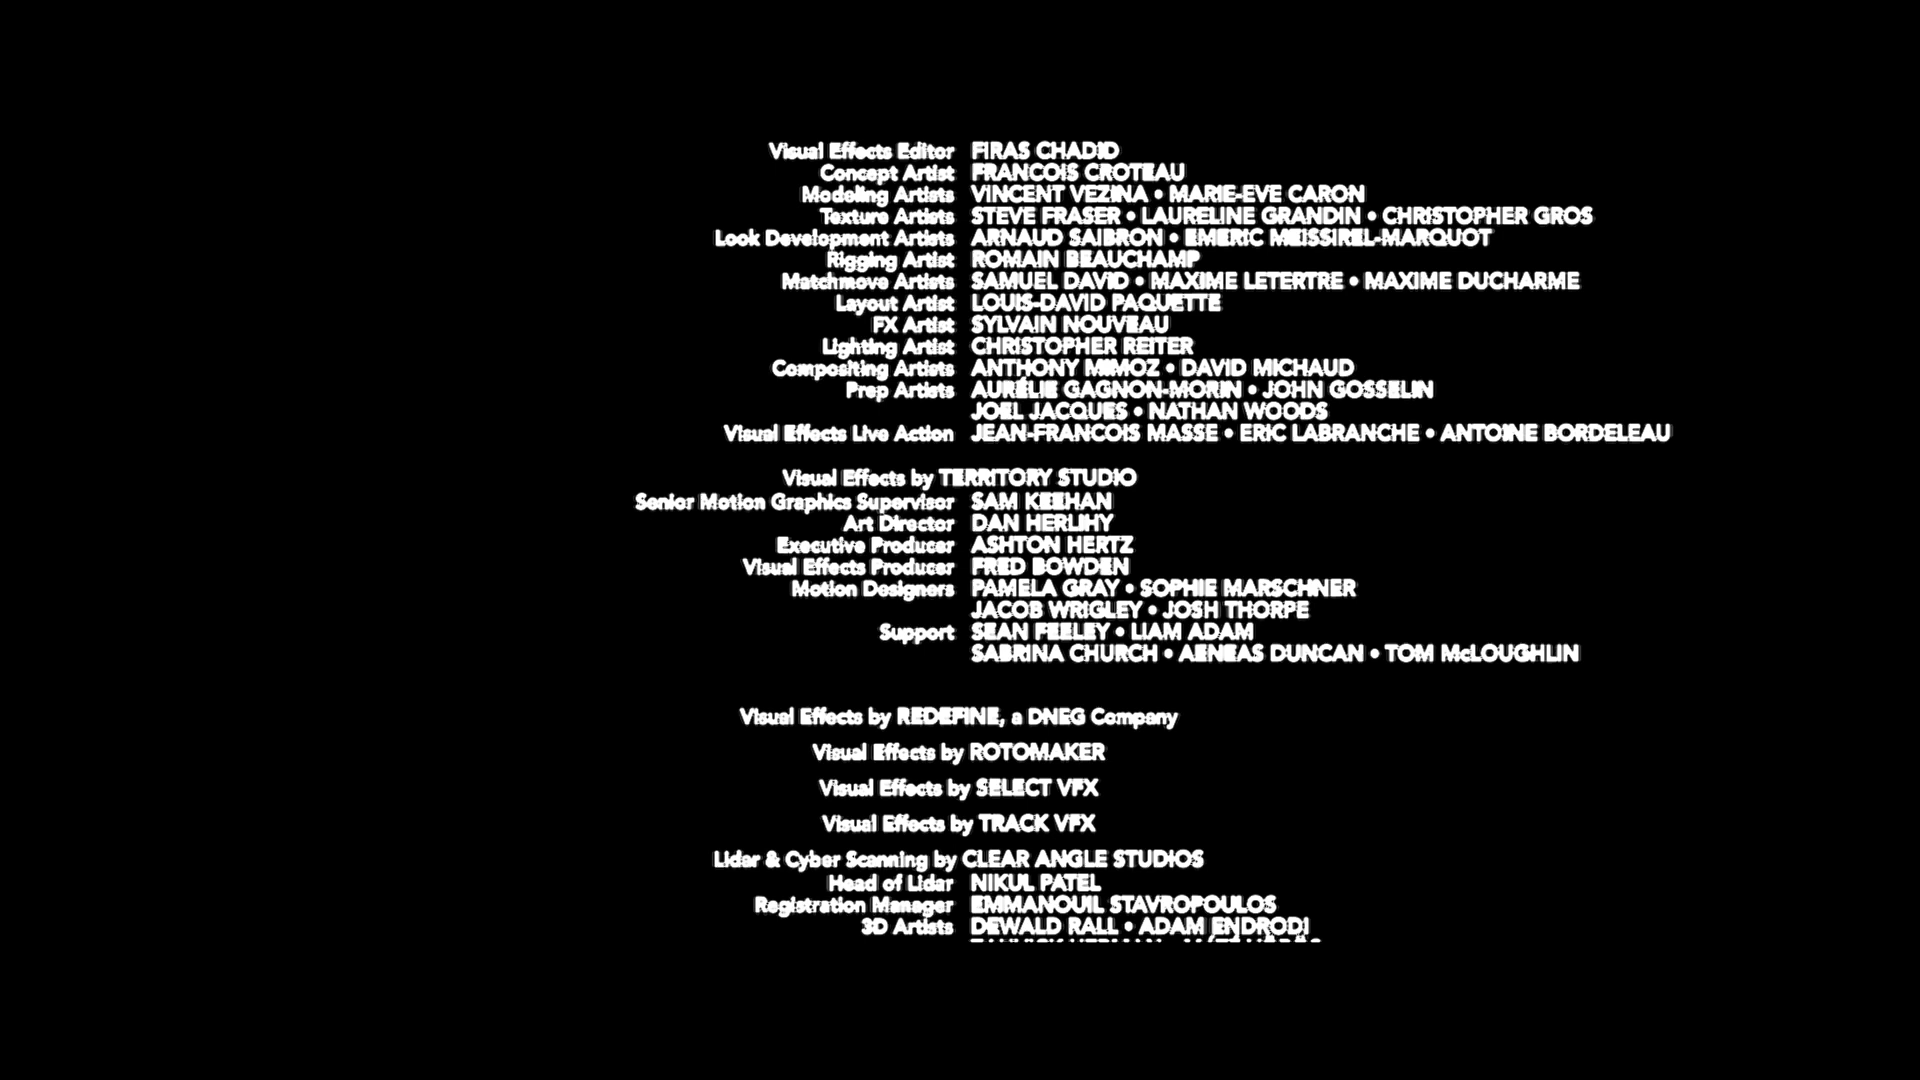 Visual Effects Editor FIRAS CHADID
Concept Artist FRANCOIS CROTEAU
Modeling Artists VINCENT VEZINA • MARIE-EVE CARON
Texture Artists STEVE FRASER • LAURELINE GRANDIN • CHRISTOPHER GROS
Look Development Artists ARNAUD SAIBRON • EMERIC MEISSIREL-MARQUOT
Rigging Artist ROMAIN BEAUCHAMP
Matchmove Artists SAMUEL DAVID • MAXIME LETERTRE • MAXIME DUCHARME
Layout Artist LOUIS-DAVID PAQUETTE
FX Artist SYLVAIN NOUVEAU
Lighting Artist CHRISTOPHER REITER
Compositing Artists ANTHONY MIMOZ • DAVID MICHAUD
Prep Artists AURÉLIE GAGNON-MORIN • JOHN GOSSELIN
JOEL JACQUES • NATHAN WOODS
Visual Effects Live Action JEAN-FRANCOIS MASSE • ERIC LABRANCHE • ANTOINE BORDELEAU
Visual Effects by TERRITORY STUDIO
Senior Motion Graphics Supervisor SAM KEEHAN
Art Director DAN HERLIHY
Executive Producer ASHTON HERTZ
Visual Effects Producer FRED BOWDEN
Motion Designers PAMELA GRAY • SOPHIE MARSCHNER
JACOB WRIGLEY • JOSH THORPE
Support SEAN FEELEY • LIAM ADAM
SABRINA CHURCH • AENEAS DUNCAN • TOM McLOUGHLIN
Visual Effects by REDEFINE, a DNEG Company
Visual Effects by ROTOMAKER
Visual Effects by SELECT VFX
Visual Effects by TRACK VFX
Lidar & Cyber Scanning by CLEAR ANGLE STUDIOS
Head of Lidar NIKUL PATEL
Registration Manager EMMANOUIL STAVROPOULOS
3D Artists DEWALD RALL • ADAM ENDRODI